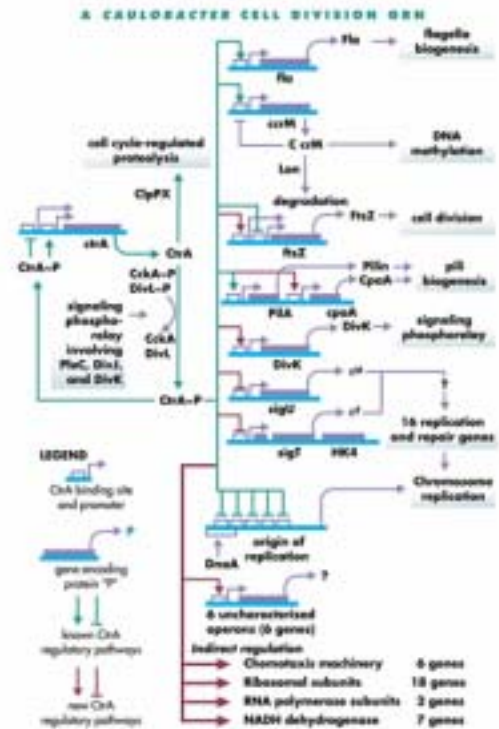 A CAULOBACTER CELL DIVISION GRN
Fla
flagella
biogenesis
fla
ccrM
C crM
DNA
methylation
Lon
degradation
cell cycle-regulated
proteolysis
ClpPX
ctrA
CtrA
CtrA~P
FtsZ
cell division
ftsZ
Pilin
CpaA
pili
biogenesis
PilA
cpaA
CckA~P
DivL~P
signaling
phospho-
relay
involving
PleC, DivJ,
and DivK
CckA
DivL
DivK
signaling
phosphorelay
DivK
CtrA~P
sigU
sigT
HK4
16 replication
and repair genes
Chromosome
replication
origin of
replication
DnaA
?
6 uncharacterised
operons (6 genes)
LEGEND
CtrA binding site
and promoter
P
gene encoding
protein "P"
known CtrA
regulatory pathways
new CtrA
regulatory pathways
Indirect regulation
Chomotaxis machinery 6 genes
Ribosomal subunits 18 genes
RNA polymerase subunits 2 genes
NADH dehydrogenase 7 genes